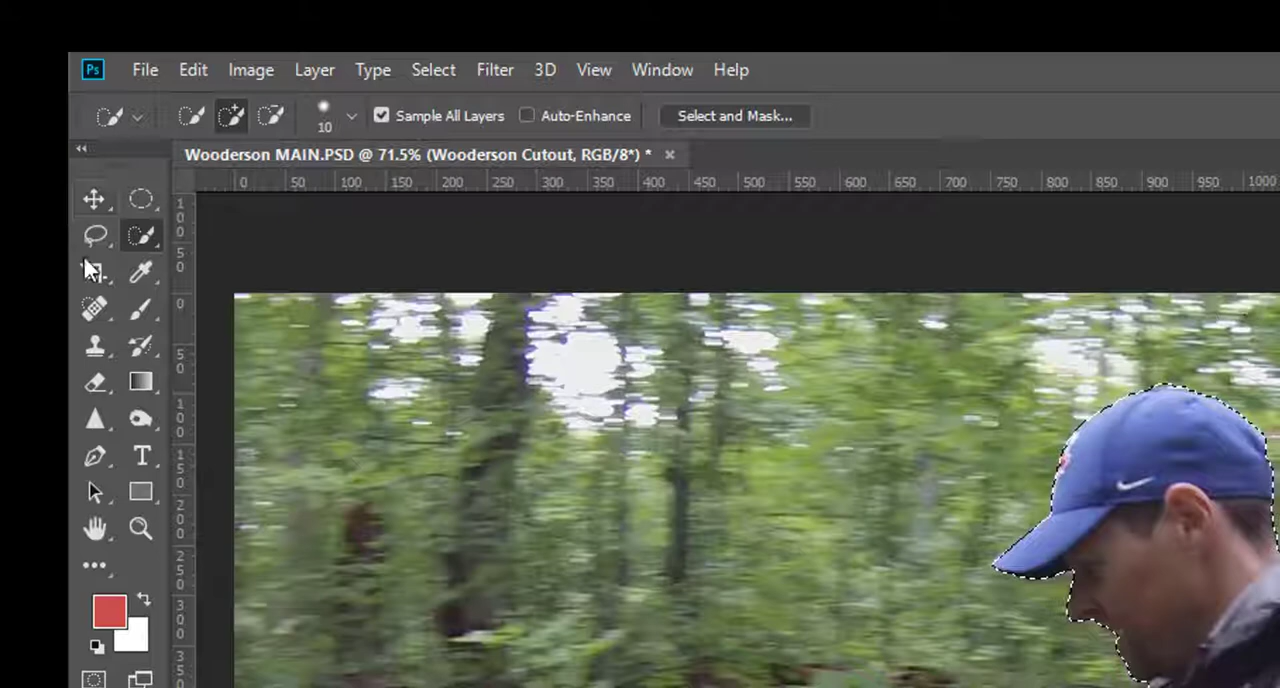 Ps File Edit Image Layer Type Select Filter 3D View Window Help
10 Sample All Layers Auto-Enhance Select and Mask...
Wooderson MAIN.PSD @ 71.5% (Wooderson Cutout, RGB/8*) *
0 50 100 150 200 250 300 350 400 450 500 550 600 650 700 750 800 850 900 950 1000
100
50
0
50
100
150
200
250
300
350
T